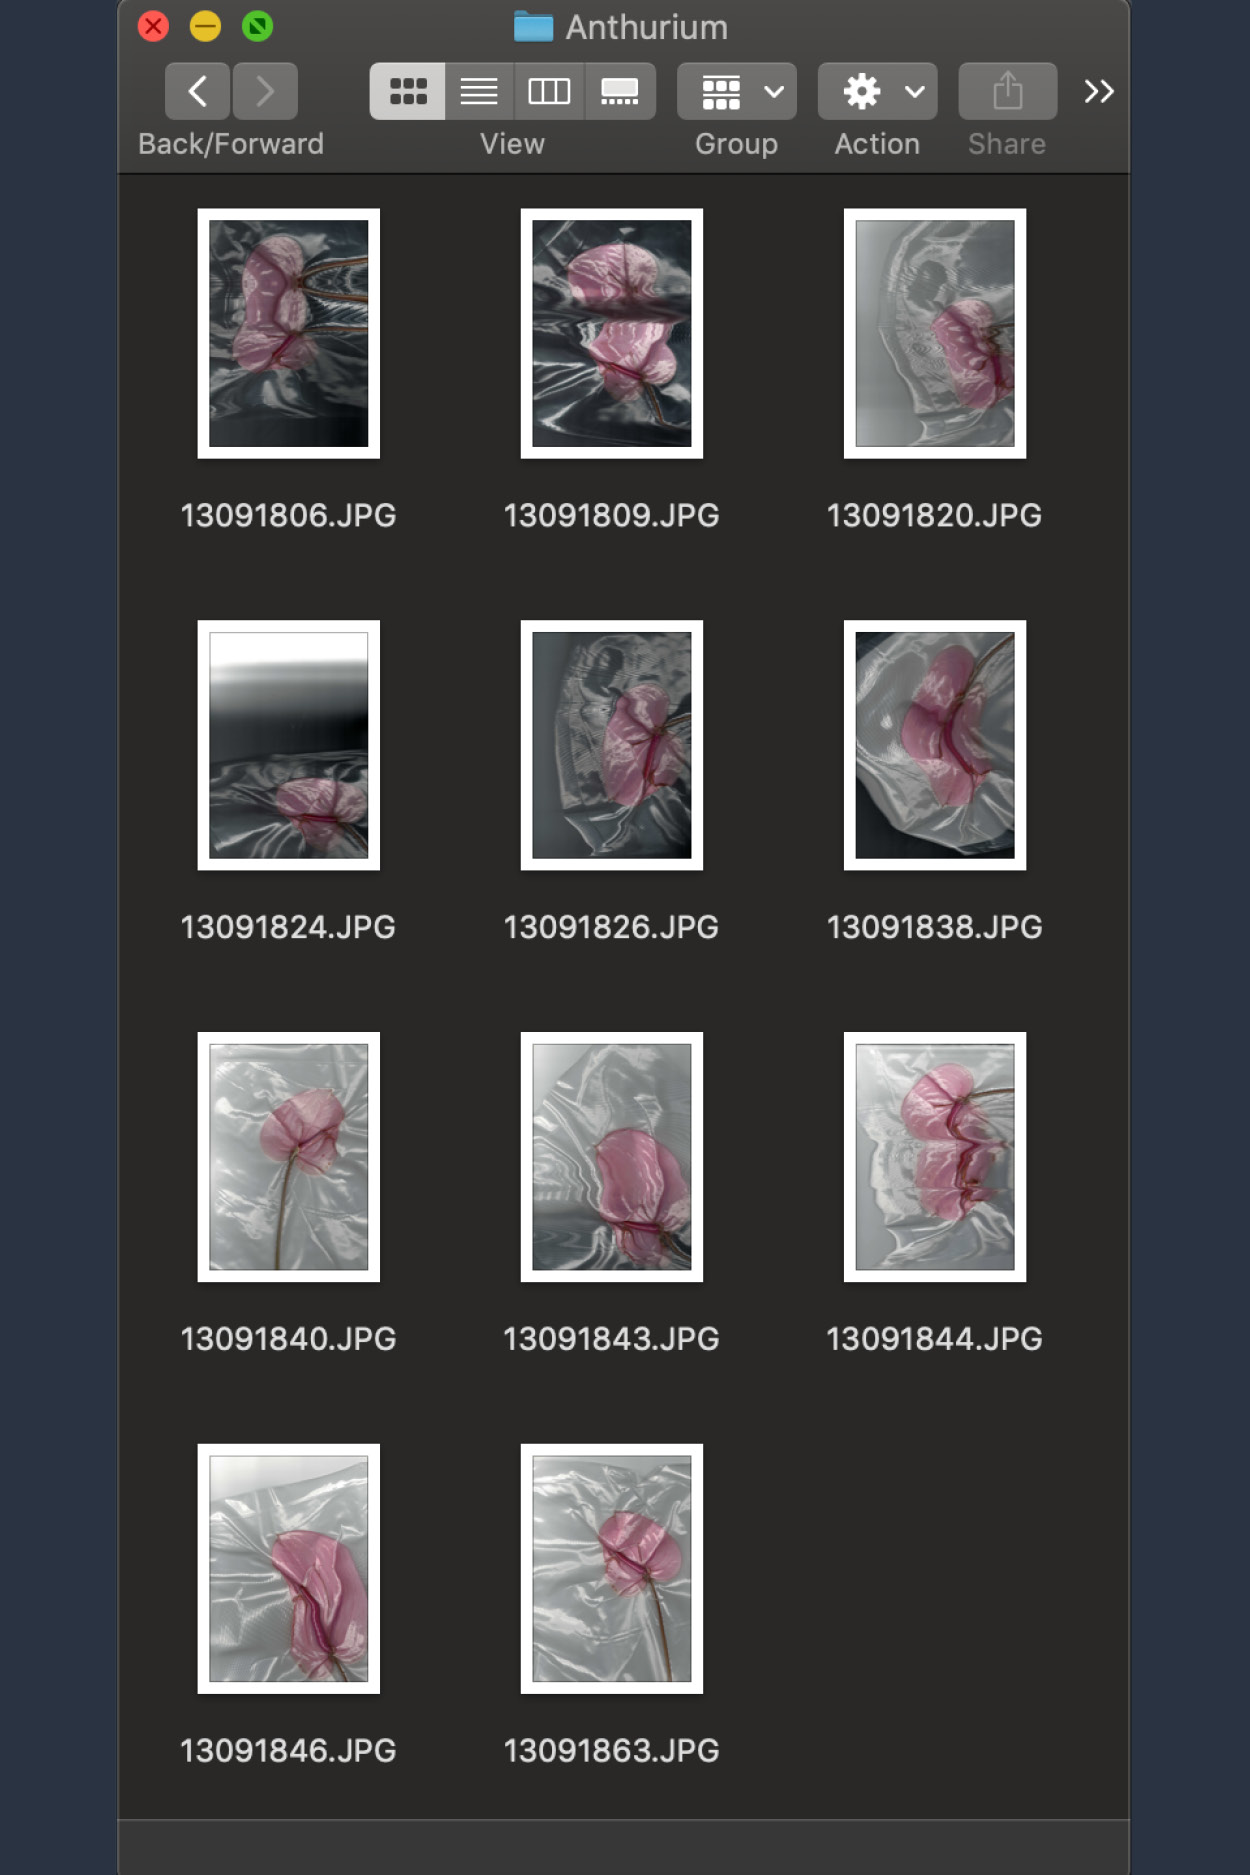 Anthurium
Back/Forward View Group Action Share
13091806.JPG 13091809.JPG 13091820.JPG
13091824.JPG 13091826.JPG 13091838.JPG
13091840.JPG 13091843.JPG 13091844.JPG
13091846.JPG 13091863.JPG